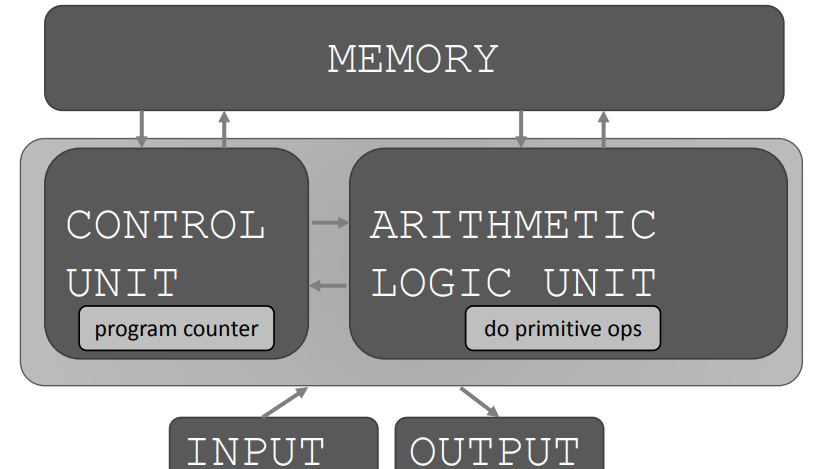 MEMORY
CONTROL
UNIT
program counter
ARITHMETIC
LOGIC UNIT
do primitive ops
INPUT
OUTPUT